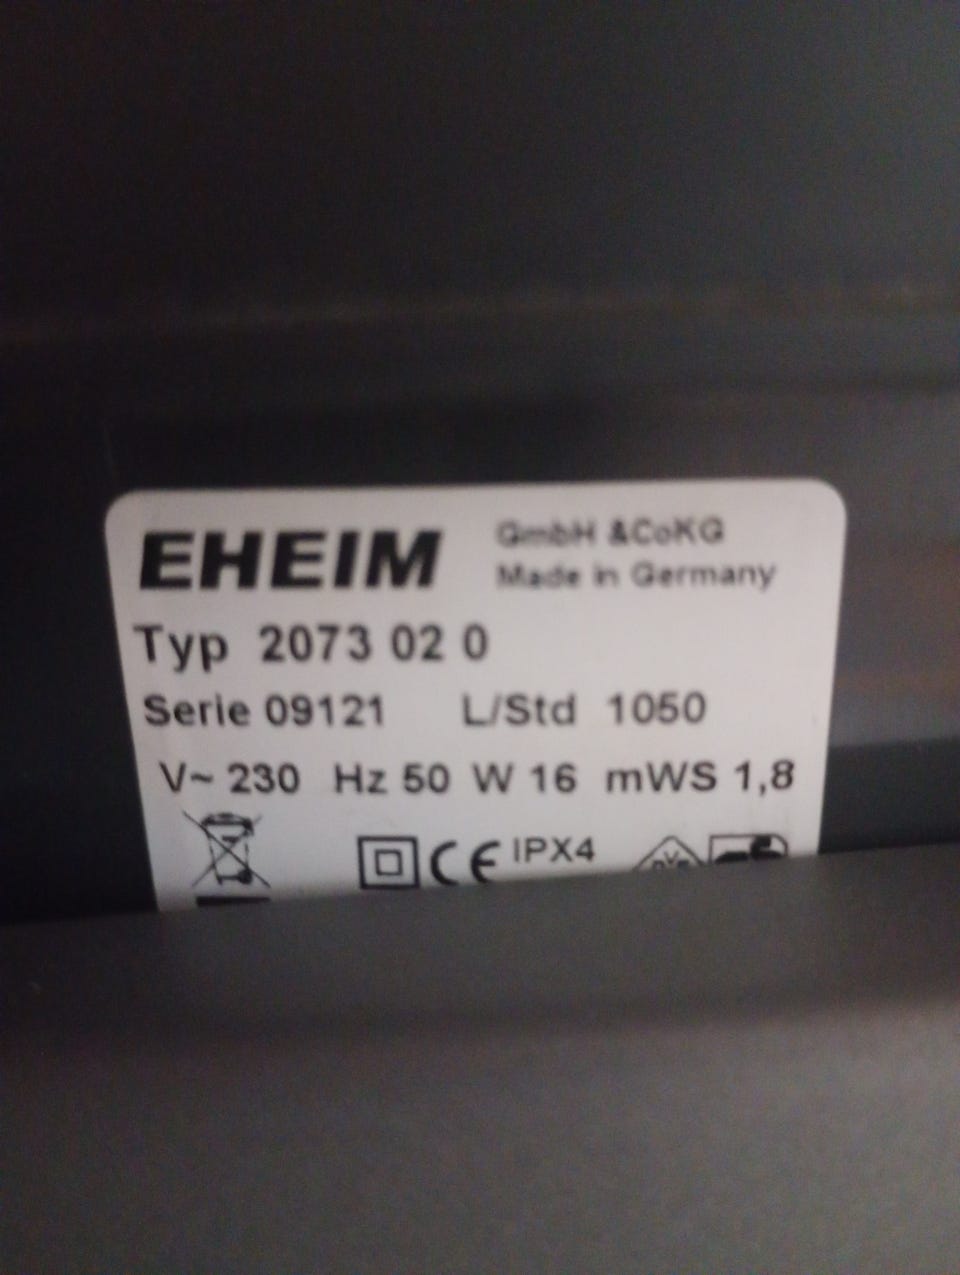 EHEIM GmbH &CoKG
Made in Germany
Typ 2073 02 0
Serie 09121 L/Std 1050
V~ 230 Hz 50 W 16 mWS 1,8
CE IPX4